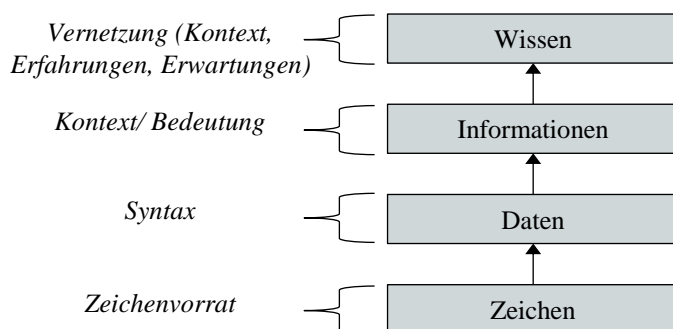 Vernetzung (Kontext,
Erfahrungen, Erwartungen)
Wissen
Kontext/ Bedeutung
Informationen
Syntax
Daten
Zeichenvorrat
Zeichen